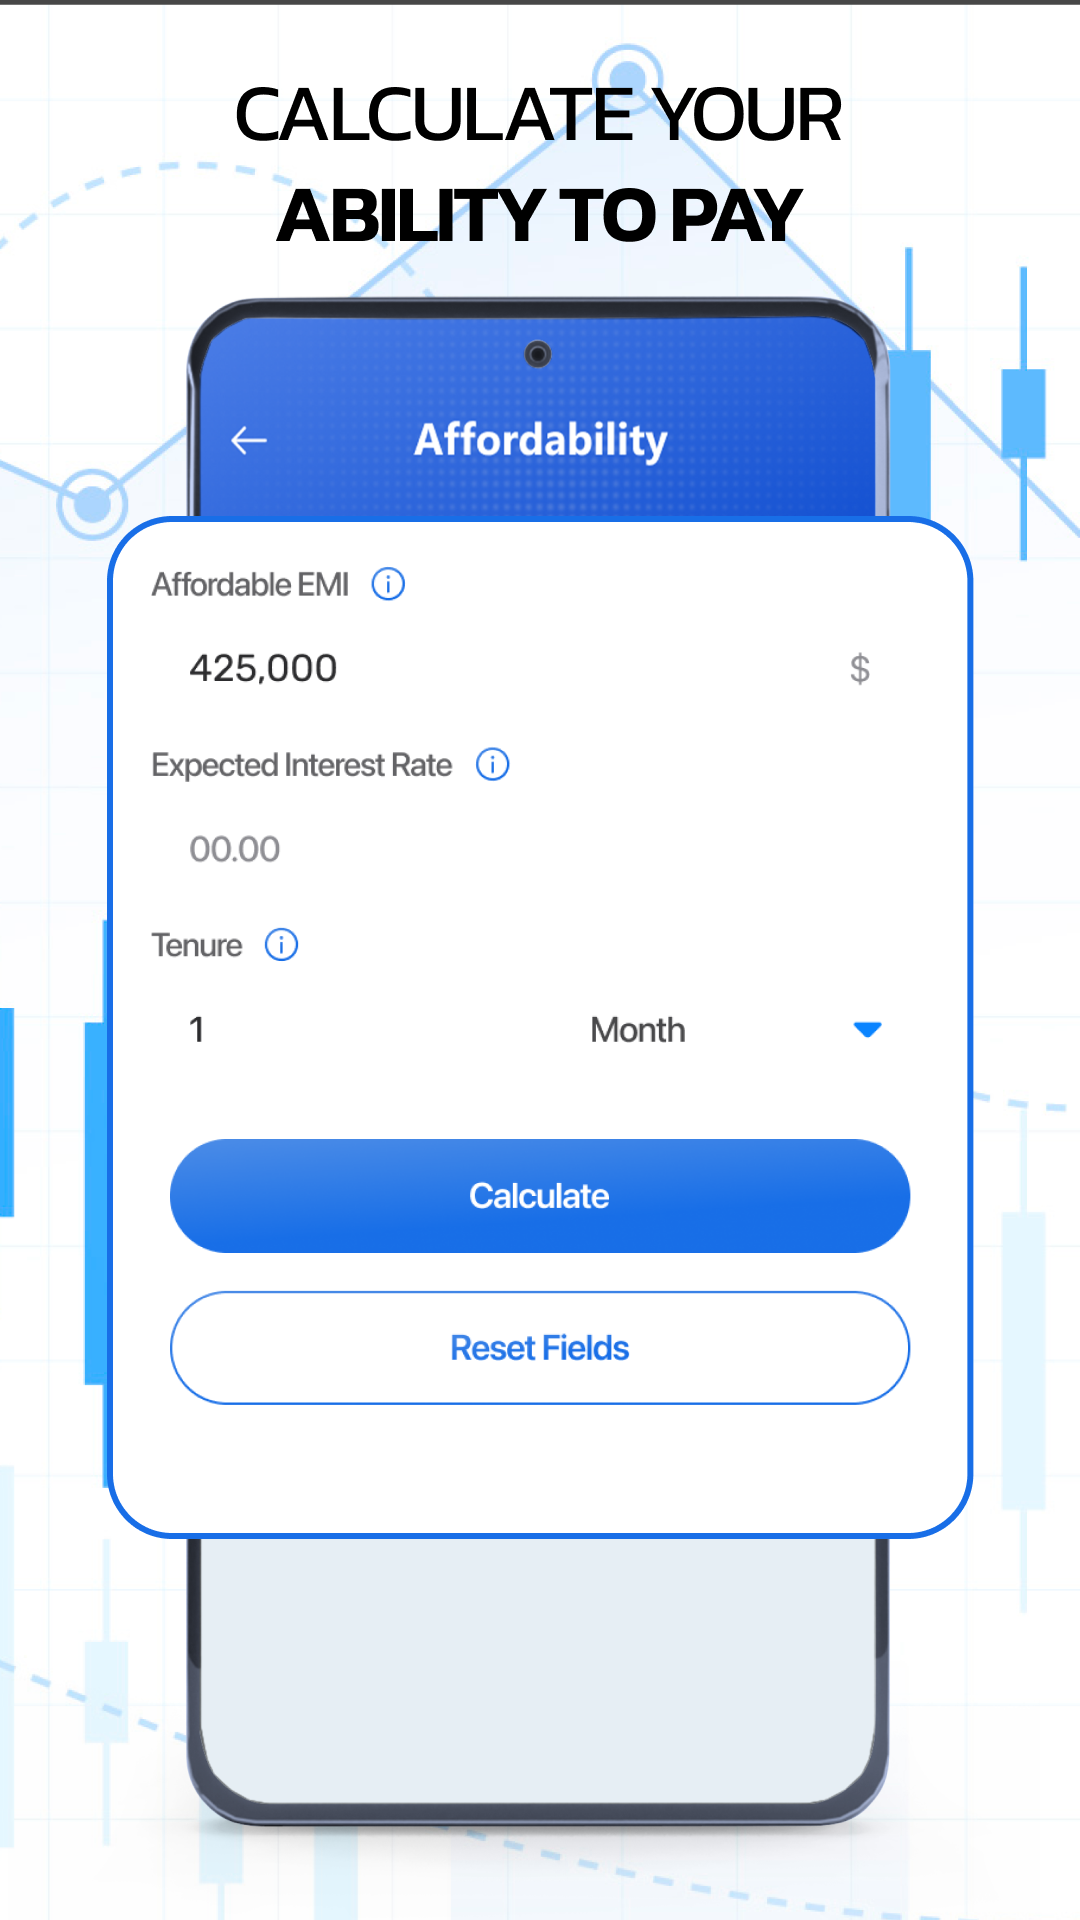 CALCULATE YOUR
ABILITY TO PAY
Affordability
Affordable EMI
425,000 $
Expected Interest Rate
00.00
Tenure
1 Month
Calculate
Reset Fields